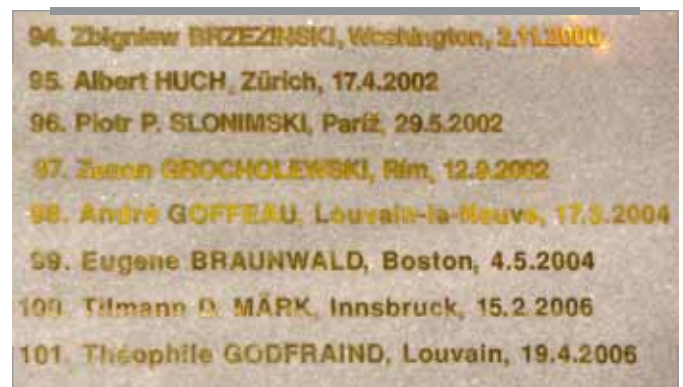 94. Zbigniew BRZEZINSKI, Washington, 2.11.2000
95. Albert HUCH, Zürich, 17.4.2002
96. Piotr P. SLONIMSKI, Paríž, 29.5.2002
97. Zenon GROCHOLEWSKI, Rím, 12.9.2002
98. André GOFFEAU, Louvain-la-Neuve, 17.3.2004
99. Eugene BRAUNWALD, Boston, 4.5.2004
100. Tilmann D. MÄRK, Innsbruck, 15.2.2006
101. Théophile GODFRAIND, Louvain, 19.4.2006